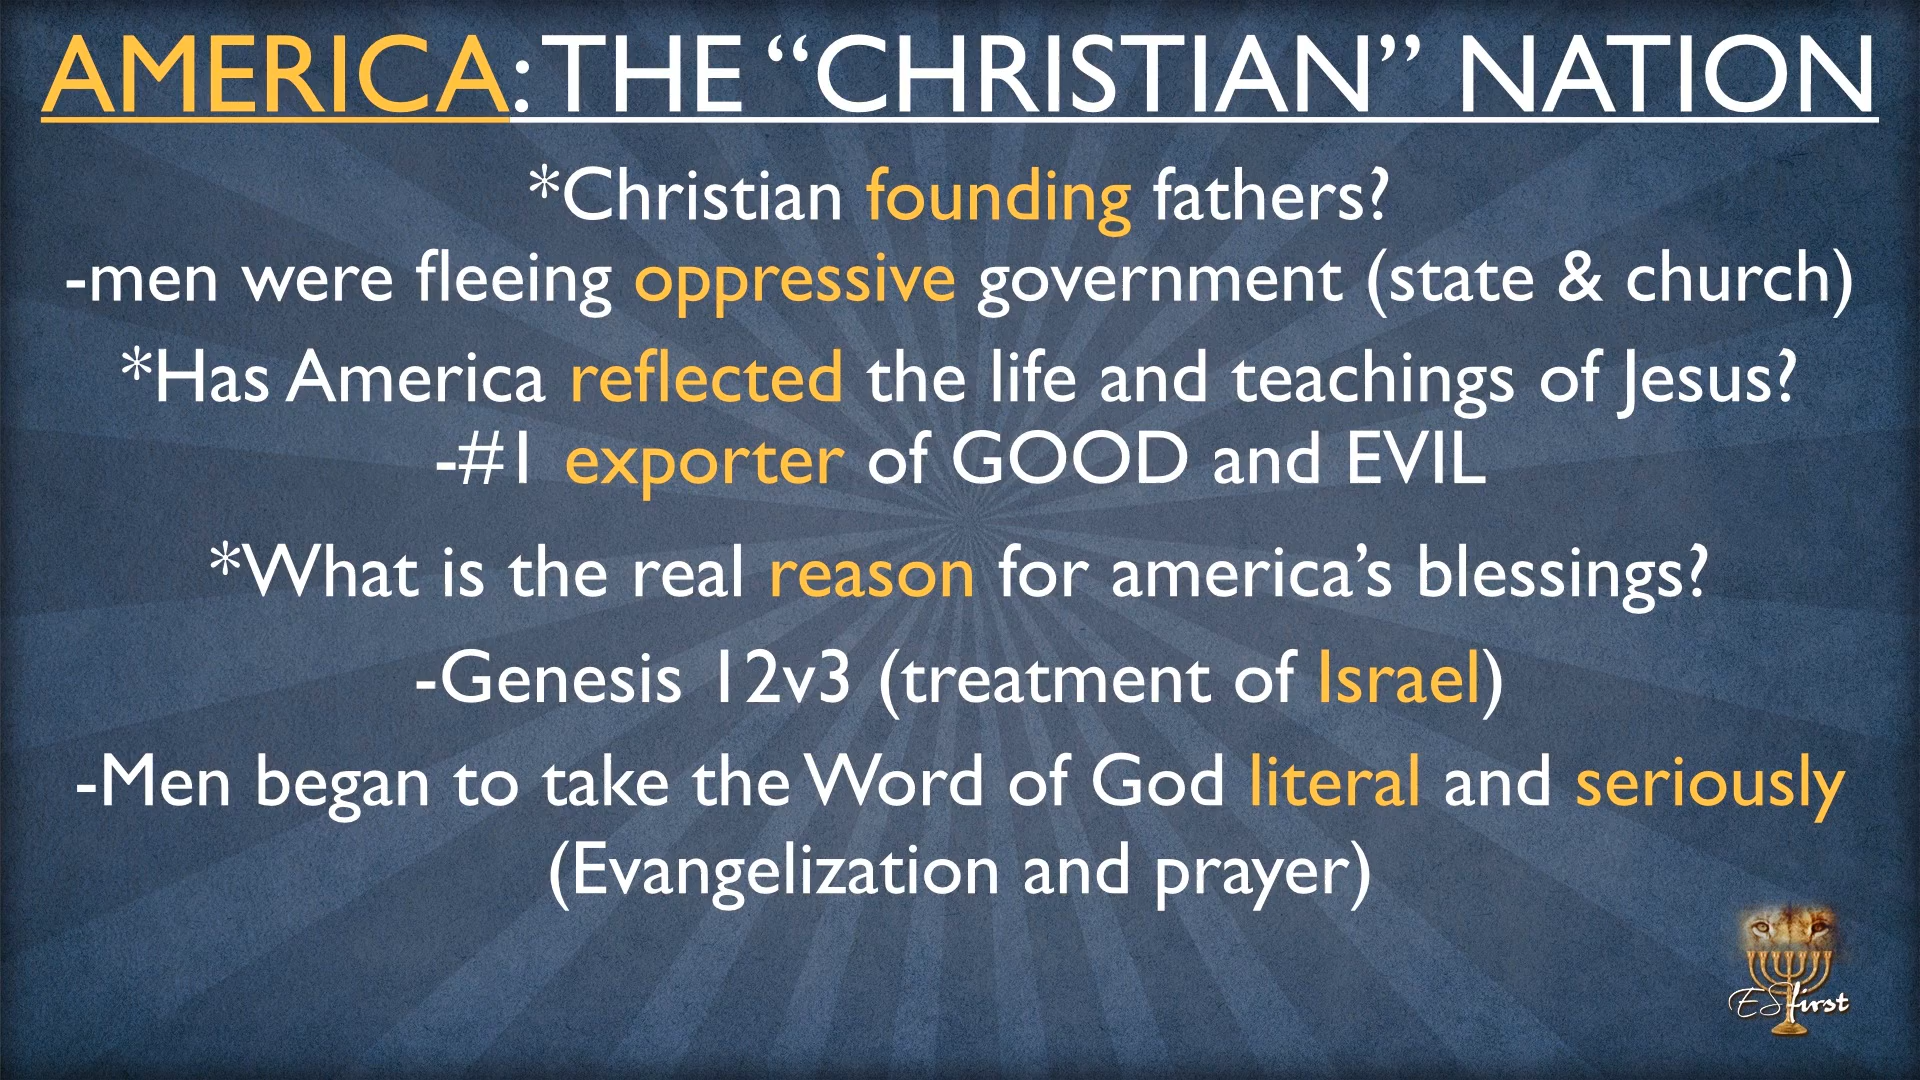 AMERICA: THE “CHRISTIAN” NATION
*Christian founding fathers?
-men were fleeing oppressive government (state & church)
*Has America reflected the life and teachings of Jesus?
-#1 exporter of GOOD and EVIL
*What is the real reason for america’s blessings?
-Genesis 12v3 (treatment of Israel)
-Men began to take the Word of God literal and seriously
(Evangelization and prayer)
ESfirst